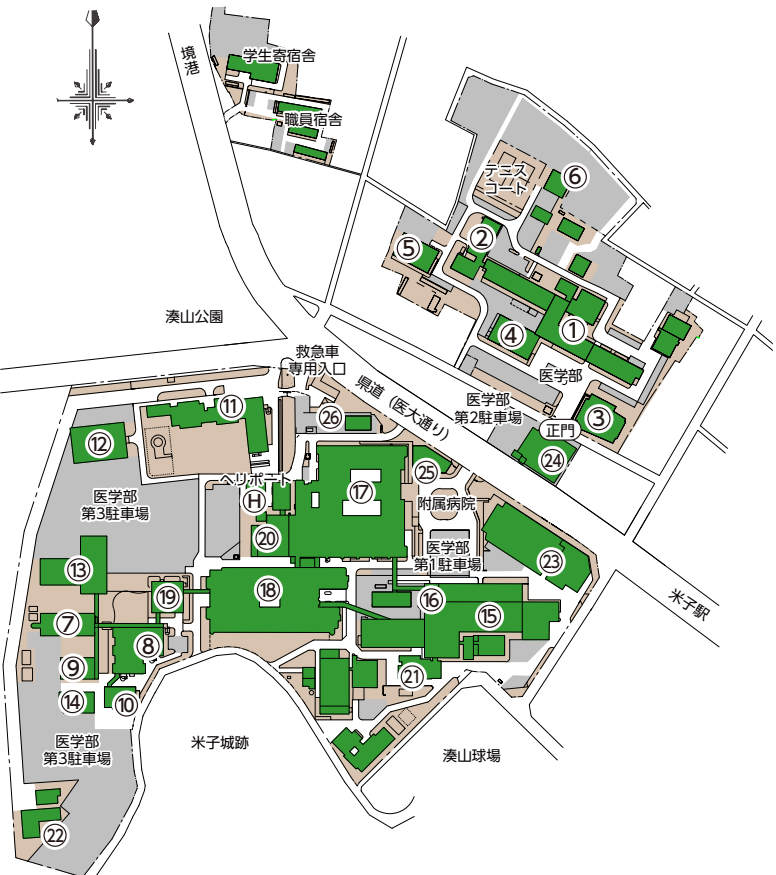 境港
学生寄宿舎
職員宿舎
テニス
コート
⑥
②
⑤
湊山公園
①
④
救急車
専用入口
県道（医大通り）
医学部
医学部
第2駐車場
③
正門
⑪
㉖
㉔
⑫
ヘリポート
H
㉕
⑰
附属病院
医学部
第3駐車場
⑳
医学部
第1駐車場
㉓
⑬
⑱
⑲
⑯
⑮
米子駅
⑦
⑧
⑨
㉑
⑭
⑩
医学部
第3駐車場
米子城跡
湊山球場
㉒